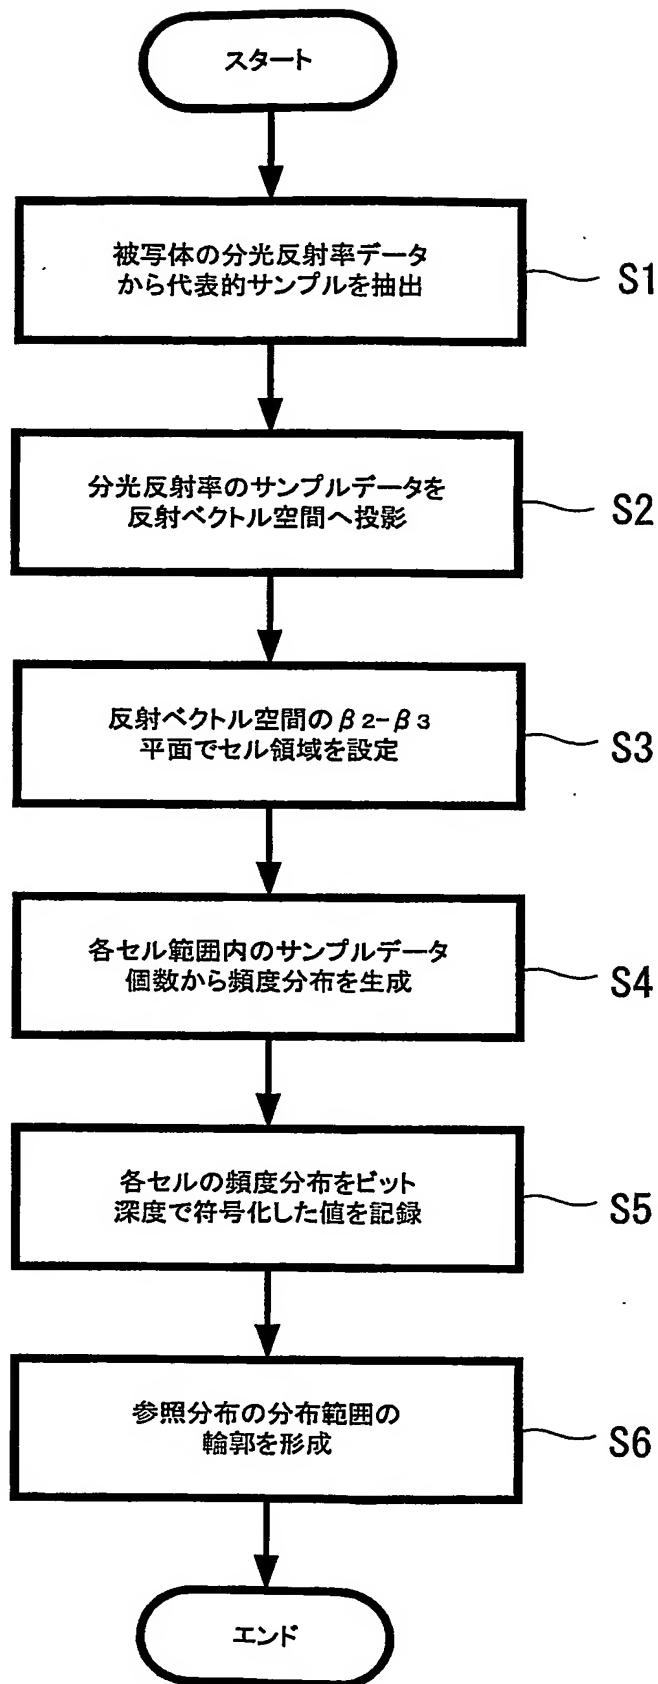 スタート
被写体の分光反射率データ
から代表的サンプルを抽出
S1
分光反射率のサンプルデータを
反射ベクトル空間へ投影
S2
反射ベクトル空間のβ2-β3
平面でセル領域を設定
S3
各セル範囲内のサンプルデータ
個数から頻度分布を生成
S4
各セルの頻度分布をビット
深度で符号化した値を記録
S5
参照分布の分布範囲の
輪郭を形成
S6
エンド